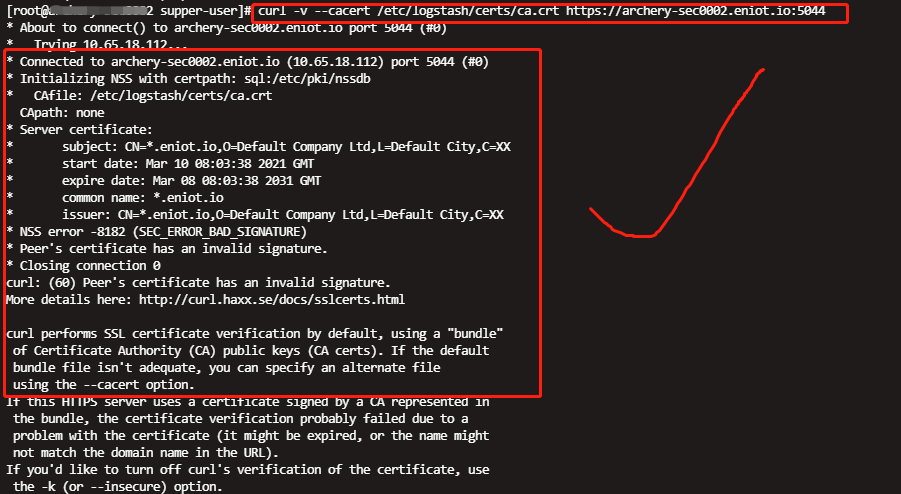 [root@archery-sec0002 supper-user]# curl -v --cacert /etc/logstash/certs/ca.crt https://archery-sec0002.eniot.io:5044
* About to connect() to archery-sec0002.eniot.io port 5044 (#0)
*   Trying 10.65.18.112...
* Connected to archery-sec0002.eniot.io (10.65.18.112) port 5044 (#0)
* Initializing NSS with certpath: sql:/etc/pki/nssdb
*   CAfile: /etc/logstash/certs/ca.crt
  CApath: none
* Server certificate:
*       subject: CN=*.eniot.io,O=Default Company Ltd,L=Default City,C=XX
*       start date: Mar 10 08:03:38 2021 GMT
*       expire date: Mar 08 08:03:38 2031 GMT
*       common name: *.eniot.io
*       issuer: CN=*.eniot.io,O=Default Company Ltd,L=Default City,C=XX
* NSS error -8182 (SEC_ERROR_BAD_SIGNATURE)
* Peer's certificate has an invalid signature.
* Closing connection 0
curl: (60) Peer's certificate has an invalid signature.
More details here: http://curl.haxx.se/docs/sslcerts.html

curl performs SSL certificate verification by default, using a "bundle"
 of Certificate Authority (CA) public keys (CA certs). If the default
 bundle file isn't adequate, you can specify an alternate file
 using the --cacert option.
If this HTTPS server uses a certificate signed by a CA represented in
 the bundle, the certificate verification probably failed due to a
 problem with the certificate (it might be expired, or the name might
 not match the domain name in the URL).
If you'd like to turn off curl's verification of the certificate, use
 the -k (or --insecure) option.